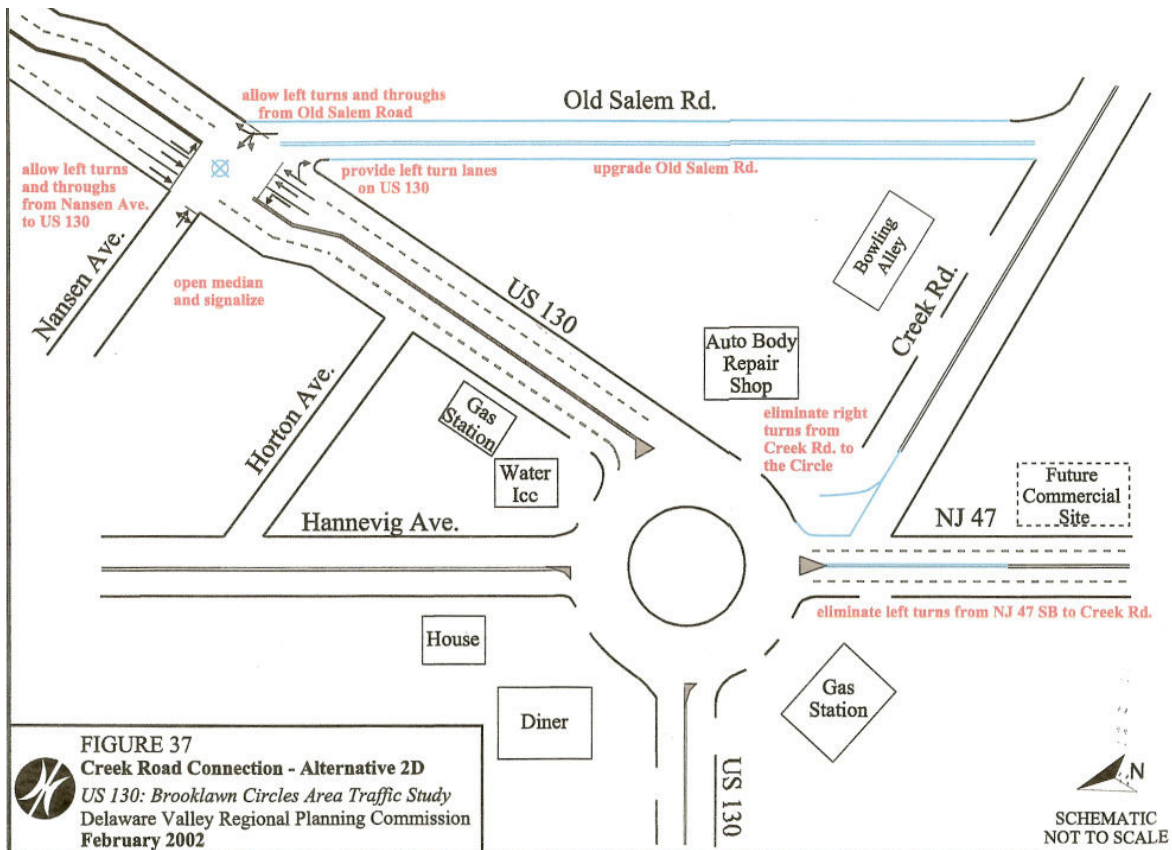 allow left turns and throughs
from Old Salem Road
Old Salem Rd.
allow left turns
and throughs
from Nansen Ave.
to US 130
provide left turn lanes
on US 130
upgrade Old Salem Rd.
Nansen Ave.
open median
and signalize
US 130
Bowling
Alley
Creek Rd.
Horton Ave.
Gas
Station
Auto Body
Repair
Shop
eliminate right
turns from
Creek Rd. to
the Circle
Water
Ice
Hannevig Ave.
NJ 47
Future
Commercial
Site
eliminate left turns from NJ 47 SB to Creek Rd.
House
Diner
Gas
Station
US 130
FIGURE 37
Creek Road Connection - Alternative 2D
US 130: Brooklawn Circles Area Traffic Study
Delaware Valley Regional Planning Commission
February 2002
N
SCHEMATIC
NOT TO SCALE